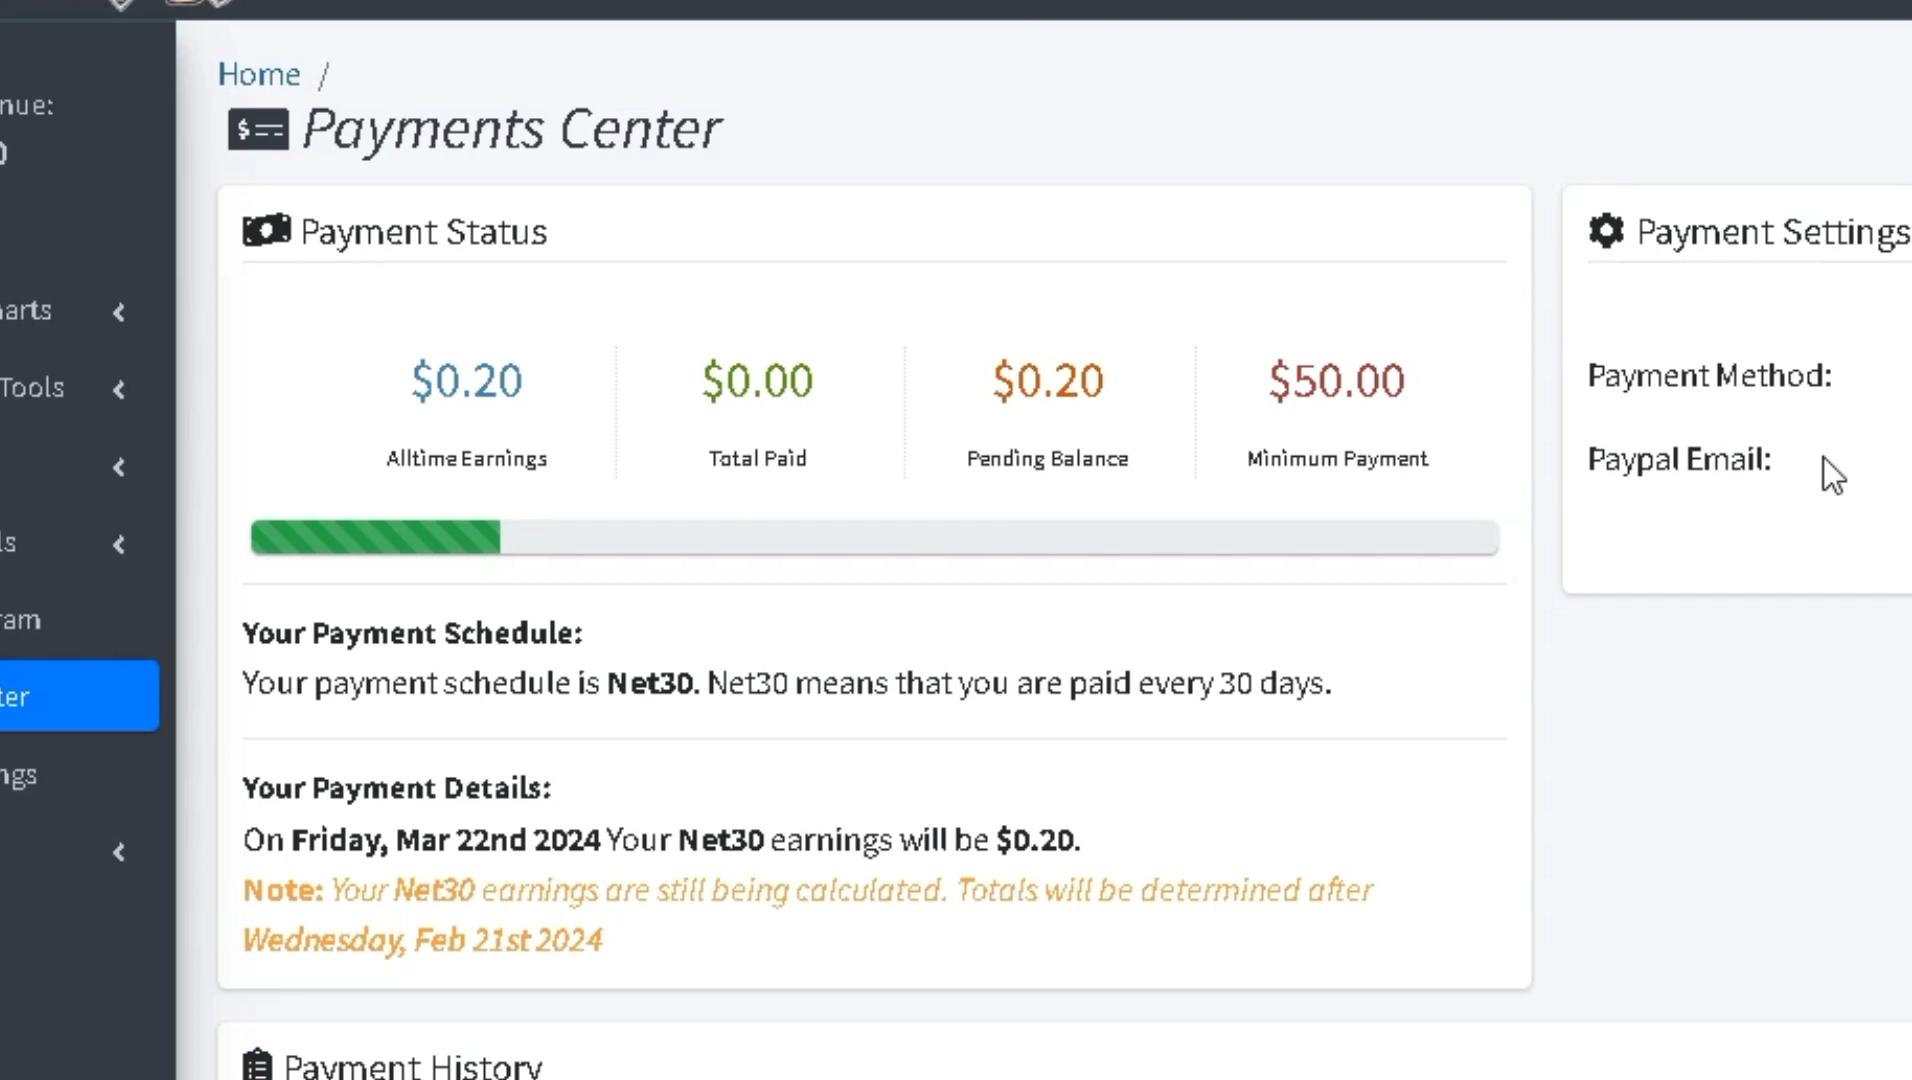 Home /
Payments Center
nue:
Payment Status
Payment Settings
$0.20
$0.00
$0.20
$50.00
Alltime Earnings
Total Paid
Pending Balance
Minimum Payment
Payment Method:
Paypal Email:
arts
Tools
ls
ram
ter
ngs
Your Payment Schedule:
Your payment schedule is Net30. Net30 means that you are paid every 30 days.
Your Payment Details:
On Friday, Mar 22nd 2024 Your Net30 earnings will be $0.20.
Note: Your Net30 earnings are still being calculated. Totals will be determined after
Wednesday, Feb 21st 2024
Payment History